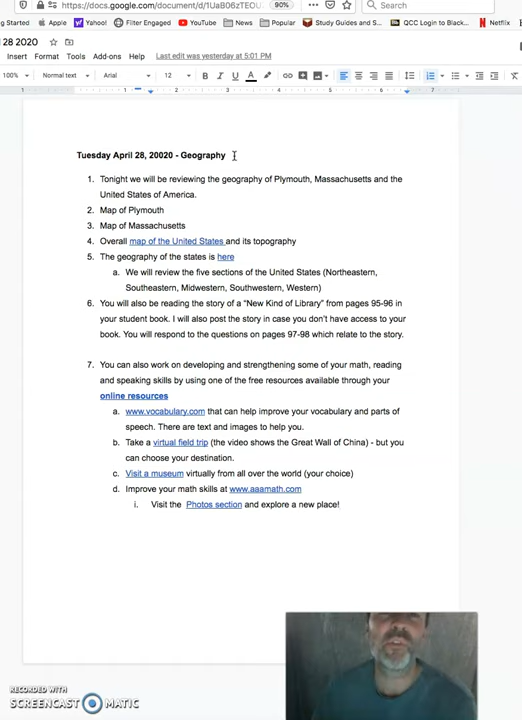 https://docs.google.com/document/d/1UaB06zTEOU
90%
Search
Started
Apple
Yahoo!
Filter Engaged
YouTube
News
Popular
Study Guides and S...
QCC Login to Blackt...
Netflix
28 2020
Insert Format Tools Add-ons Last edit was yesterday at 5:01 PM
100% Normal text Arial 12 B I U A
1 1 2 3 4 5 6 7
Tuesday April 28, 20020 - Geography
1. Tonight we will be reviewing the geography of Plymouth, Massachusetts and the
United States of America.
2. Map of Plymouth
3. Map of Massachusetts
4. Overall map of the United States and its topography
5. The geography of the states is here
a. We will review the five sections of the United States (Northeastern,
Southeastern, Midwestern, Southwestern, Western)
6. You will also be reading the story of a “New Kind of Library” from pages 95-96 in
your student book. I will also post the story in case you don't have access to your
book. You will respond to the questions on pages 97-98 which relate to the story.
7. You can also work on developing and strengthening some of your math, reading
and speaking skills by using one of the free resources available through your
online resources
a. www.vocabulary.com that can help improve your vocabulary and parts of
speech. There are text and images to help you.
b. Take a virtual field trip (the video shows the Great Wall of China) - but you
can choose your destination.
c. Visit a museum virtually from all over the world (your choice)
d. Improve your math skills at www.aaamath.com
i. Visit the Photos section and explore a new place!
RECORDED WITH
SCREENCAST MATIC